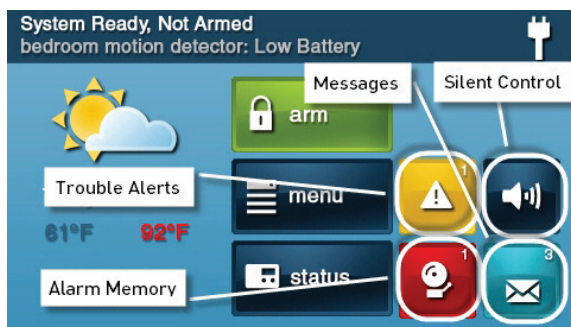 System Ready, Not Armed
bedroom motion detector: Low Battery
Messages
Silent Control
arm
Trouble Alerts
menu
1
61°F
92°F
Alarm Memory
status
1
3